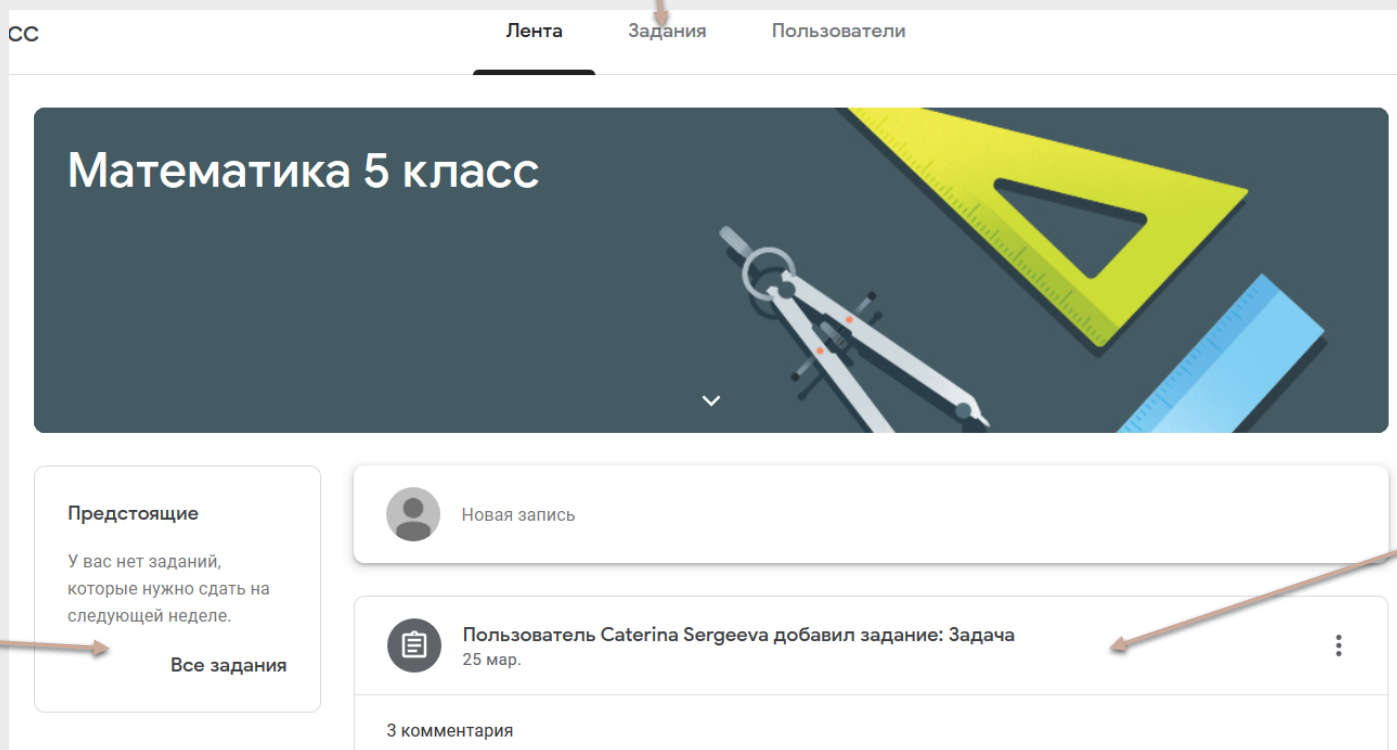 сс
Лента Задания Пользователи
Математика 5 класс
Предстоящие
У вас нет заданий,
которые нужно сдать на
следующей неделе.
Все задания
Новая запись
Пользователь Caterina Sergeeva добавил задание: Задача
25 мар.
3 комментария